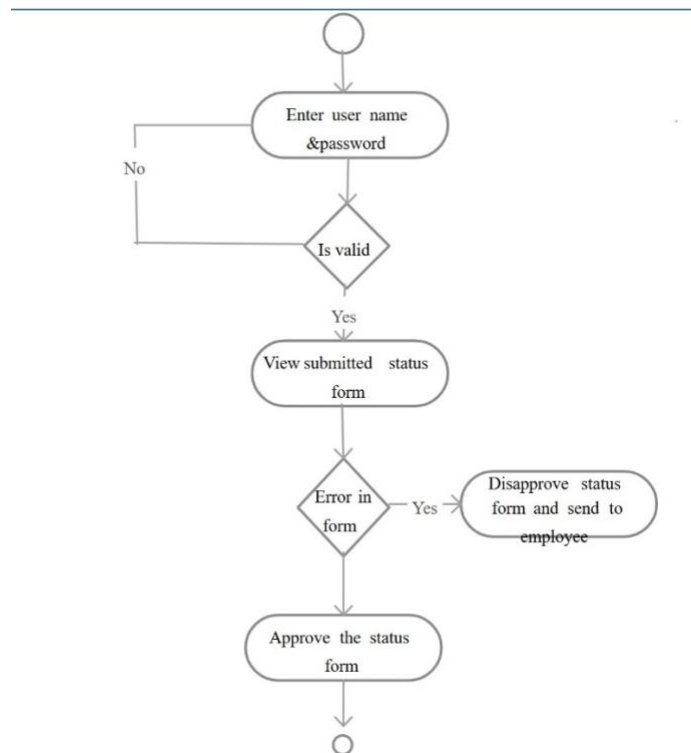 Enter user name
&password
No
Is valid
Yes
View submitted status
form
Error in
form
Yes
Disapprove status
form and send to
employee
Approve the status
form